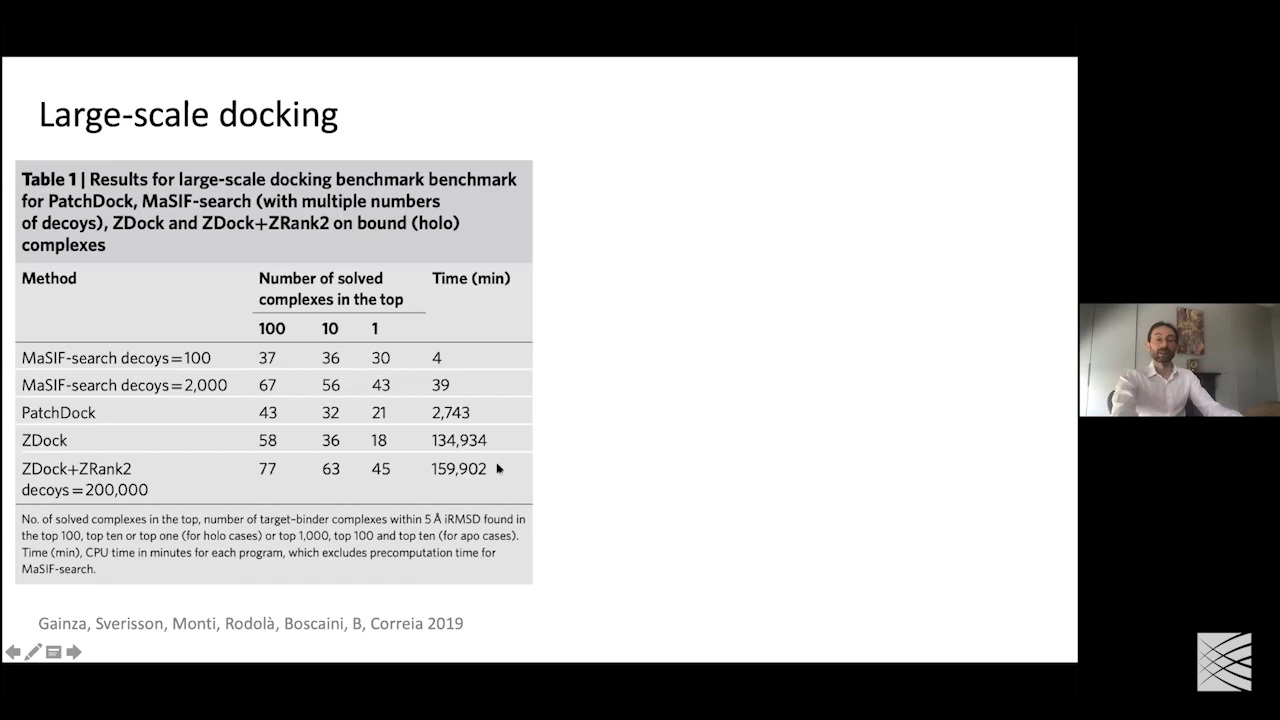 Large-scale docking
Table 1 | Results for large-scale docking benchmark benchmark
for PatchDock, MaSIF-search (with multiple numbers
of decoys), ZDock and ZDock+ZRank2 on bound (holo)
complexes
Method Number of solved Time (min)
complexes in the top
100 10 1
MaSIF-search decoys=100 37 36 30 4
MaSIF-search decoys=2,000 67 56 43 39
PatchDock 43 32 21 2,743
ZDock 58 36 18 134,934
ZDock+ZRank2 77 63 45 159,902
decoys=200,000
No. of solved complexes in the top, number of target–binder complexes within 5 Å iRMSD found in
the top 100, top ten or top one (for holo cases) or top 1,000, top 100 and top ten (for apo cases).
Time (min), CPU time in minutes for each program, which excludes precomputation time for
MaSIF-search.
Gainza, Sverisson, Monti, Rodolà, Boscaini, B, Correia 2019